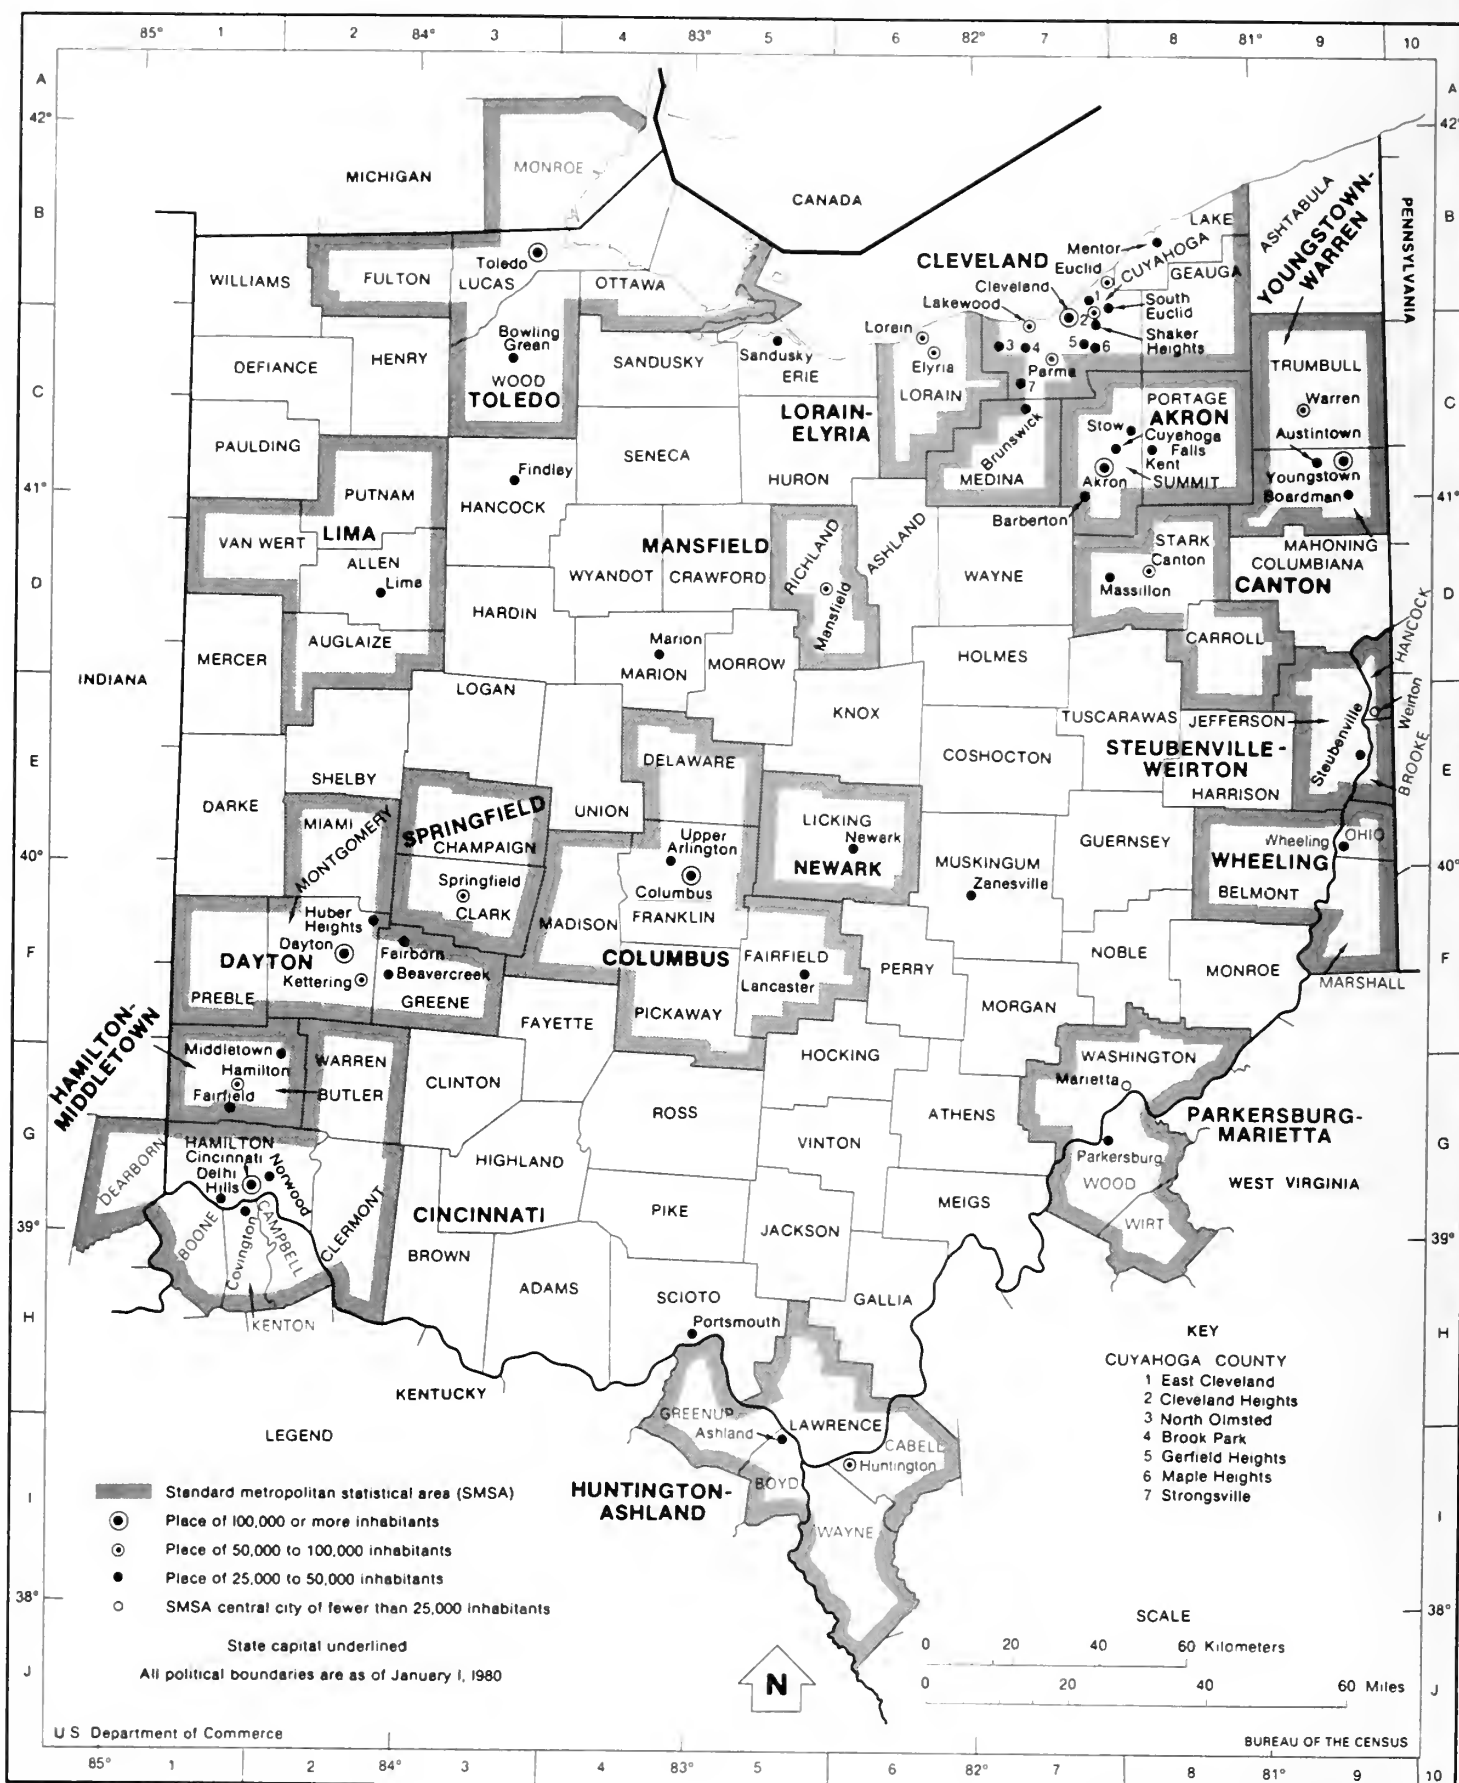 85° 1 2 84° 3 4 83° 5 6 82° 7 8 81° 9 10
A
A
42°
42°
MONROE
MICHIGAN
CANADA
B
B
LAKE
ASHTABULA
YOUNGSTOWN-
WARREN
PENNSYLVANIA
Mentor
CUYAHOGA
Euclid
GEAUGA
CLEVELAND
Cleveland
Toledo
WILLIAMS
FULTON
LUCAS
OTTAWA
Lakewood
1
South
Euclid
2
Lorain
Shaker
Heights
Bowling
Green
Sandusky
3
4
5
6
Elyria
Parma
HENRY
SANDUSKY
DEFIANCE
TRUMBULL
WOOD
ERIE
7
C
C
TOLEDO
LORAIN
PORTAGE
Warren
LORAIN-
ELYRIA
AKRON
Stow
Austintown
PAULDING
Brunswick
Cuyahoga
Falls
SENECA
Findlay
Kent
HURON
MEDINA
Akron
SUMMIT
Youngstown
41°
PUTNAM
Boardman
41°
HANCOCK
Barberton
VAN WERT
LIMA
MANSFIELD
RICHLAND
ASHLAND
STARK
MAHONING
ALLEN
Canton
COLUMBIANA
WYANDOT
CRAWFORD
WAYNE
Lima
Massillon
CANTON
D
D
HARDIN
Mansfield
AUGLAIZE
Marion
CARROLL
HANCOCK
MERCER
MORROW
HOLMES
INDIANA
MARION
LOGAN
KNOX
TUSCARAWAS
JEFFERSON
Steubenville
Weirton
STEUBENVILLE-
WEIRTON
BROOKE
E
E
DELAWARE
COSHOCTON
SHELBY
HARRISON
DARKE
UNION
MIAMI
SPRINGFIELD
LICKING
CHAMPAIGN
Upper
Arlington
Newark
GUERNSEY
Wheeling
OHIO
40°
40°
MONTGOMERY
NEWARK
MUSKINGUM
WHEELING
Springfield
Columbus
Zanesville
BELMONT
CLARK
Huber
Heights
MADISON
FRANKLIN
Dayton
Fairborn
NOBLE
F
F
DAYTON
COLUMBUS
FAIRFIELD
PERRY
MONROE
Kettering
Beavercreek
Lancaster
MARSHALL
PREBLE
GREENE
MORGAN
PICKAWAY
FAYETTE
HAMILTON-
MIDDLETOWN
Middletown
WARREN
HOCKING
WASHINGTON
Hamilton
CLINTON
Marietta
Fairfield
BUTLER
ROSS
ATHENS
PARKERSBURG-
MARIETTA
G
G
DEARBORN
HAMILTON
VINTON
Cincinnati
Norwood
HIGHLAND
Parkersburg
Delhi
Hills
WOOD
WEST VIRGINIA
PIKE
MEIGS
CINCINNATI
WIRT
39°
JACKSON
39°
BOONE
Covington
CAMPBELL
CLERMONT
BROWN
ADAMS
SCIOTO
GALLIA
H
H
KENTON
Portsmouth
KEY
CUYAHOGA COUNTY
1 East Cleveland
2 Cleveland Heights
3 North Olmsted
4 Brook Park
5 Gerfield Heights
6 Maple Heights
7 Strongsville
KENTUCKY
GREENUP
LAWRENCE
Ashland
CABELL
Huntington
BOYD
HUNTINGTON-
ASHLAND
WAYNE
I
I
LEGEND
Standard metropolitan statistical area (SMSA)
Place of 100,000 or more inhabitants
Plece of 50,000 to 100,000 inhabitants
Place of 25,000 to 50,000 inhabitants
SMSA central city of fewer than 25,000 inhabitants
State capital underlined
All political boundaries are as of January 1, 1980
38°
38°
SCALE
0 20 40 60 Kilometers
0 20 40 60 Miles
N
J
J
U S Department of Commerce
BUREAU OF THE CENSUS
85° 1 2 84° 3 4 83° 5 6 82° 7 8 81° 9 10